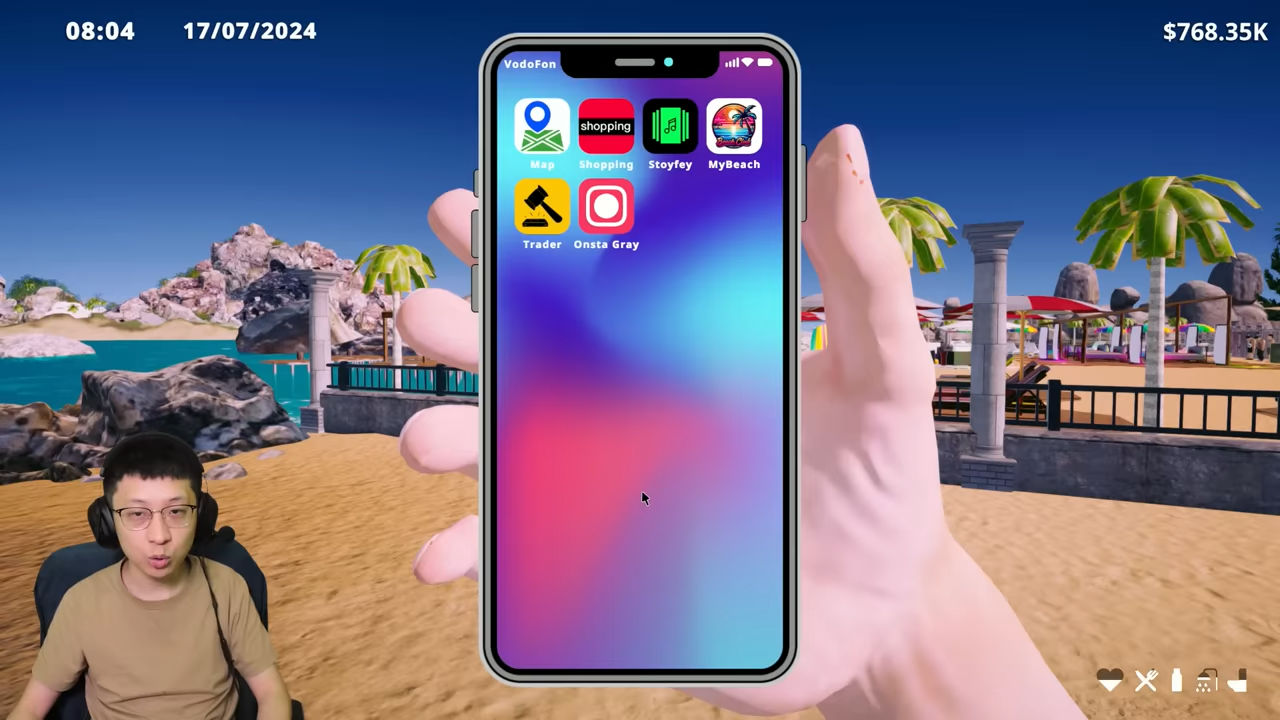 08:04 17/07/2024 $768.35K
VodoFon
shopping
Map Shopping Stoyfey MyBeach
Trader Onsta Gray